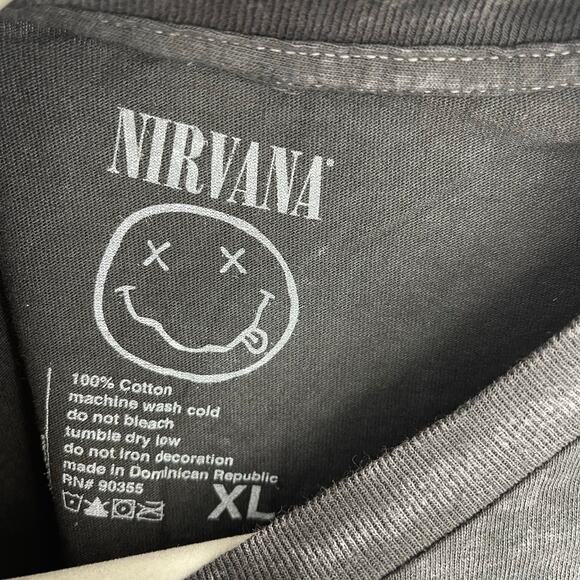 NIRVANA
100% Cotton
machine wash cold
do not bleach
tumble dry low
do not iron decoration
made in Dominican Republic
RN# 90355
XL